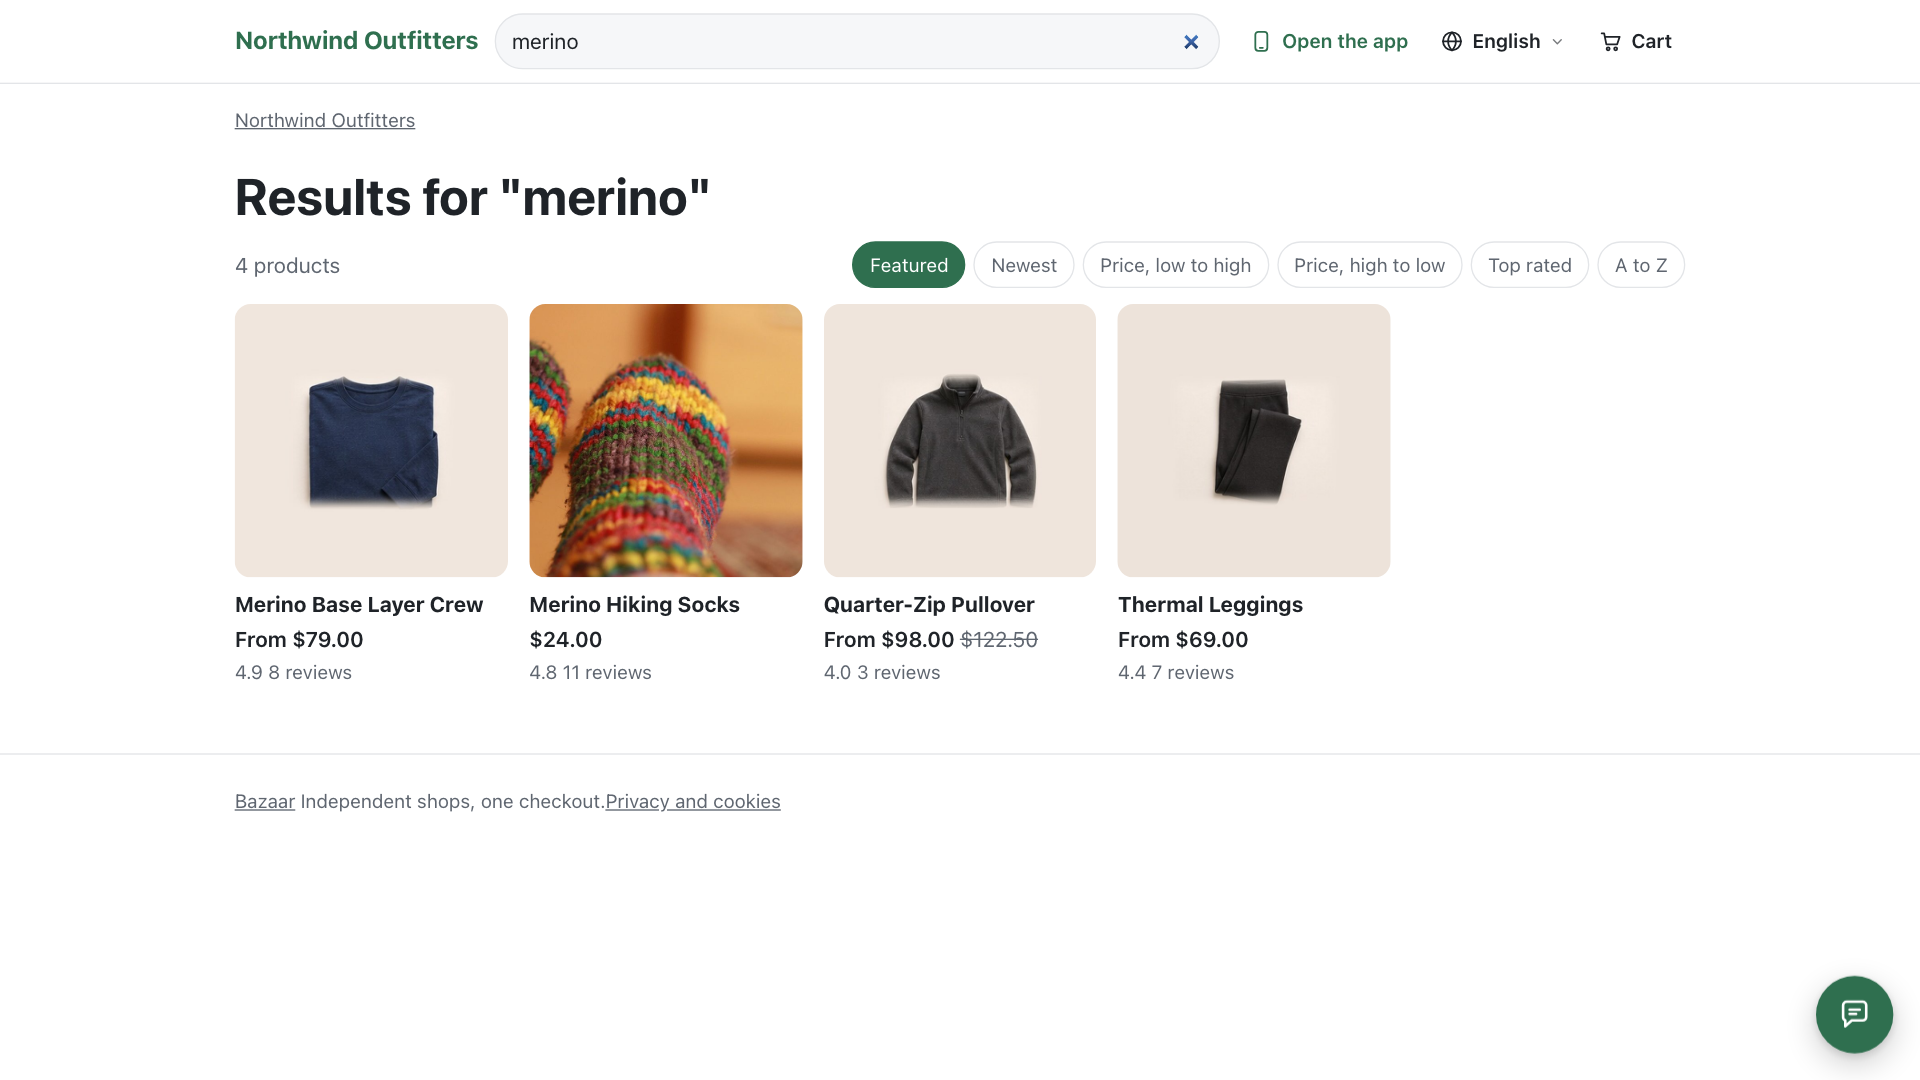 Northwind Outfitters
merino
Open the app
English
Cart
Northwind Outfitters
Results for "merino"
4 products
Featured
Newest
Price, low to high
Price, high to low
Top rated
A to Z
Merino Base Layer Crew
From $79.00
4.9 8 reviews
Merino Hiking Socks
$24.00
4.8 11 reviews
Quarter-Zip Pullover
From $98.00 $122.50
4.0 3 reviews
Thermal Leggings
From $69.00
4.4 7 reviews
Bazaar Independent shops, one checkout.Privacy and cookies